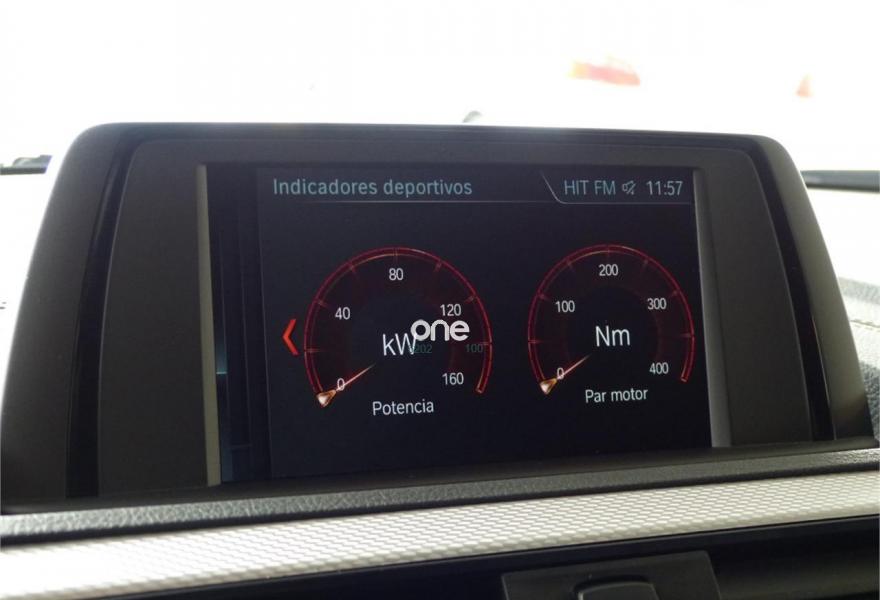 Indicadores deportivos
HIT FM 11:57
80
40
120
kW
one
100
160
0
Potencia
200
100
300
Nm
400
0
Par motor